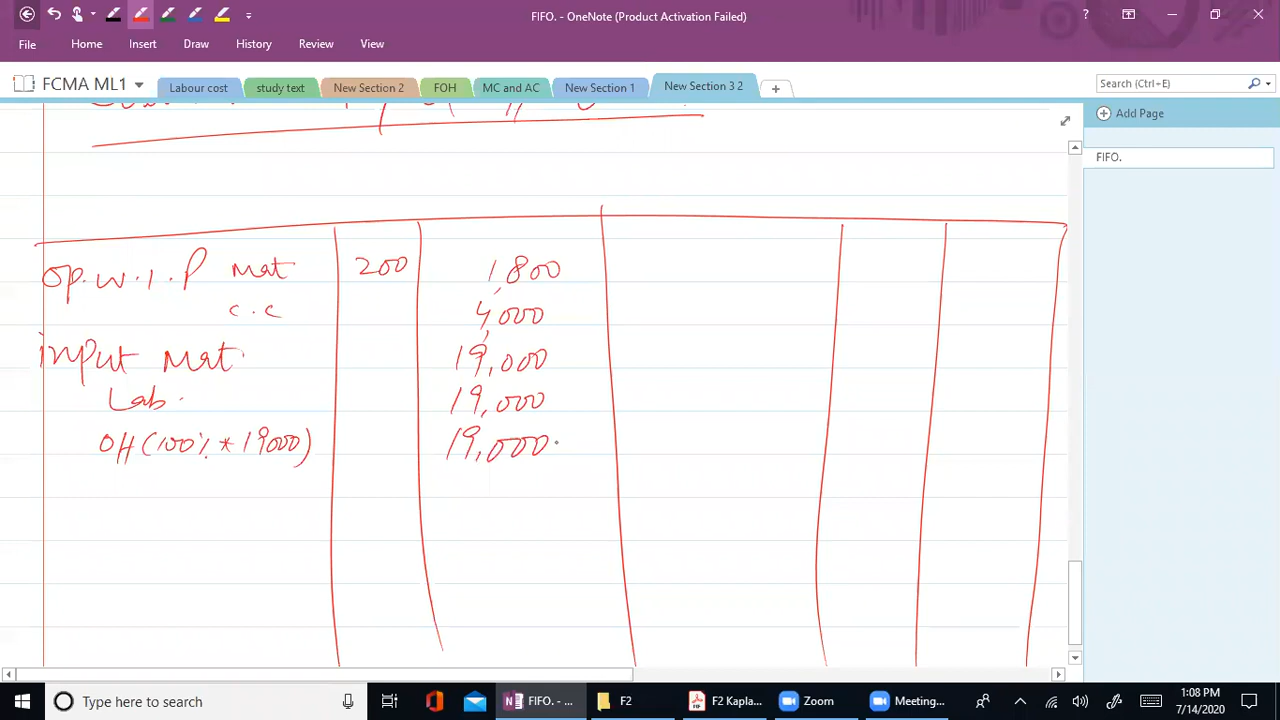 FIFO. - OneNote (Product Activation Failed)
File Home Insert Draw History Review View
FCMA ML1 Labour cost study text New Section 2 FOH MC and AC New Section 1 New Section 3 2
Search (Ctrl+E)
Add Page
FIFO.
op.w.i.p mat 200 1,800
c.c 4,000
input mat 19,000
Lab. 19,000
OH (100% * 19000) 19,000
Type here to search
FIFO. - ...
F2
F2 Kapla...
Zoom
Meeting...
1:08 PM
7/14/2020